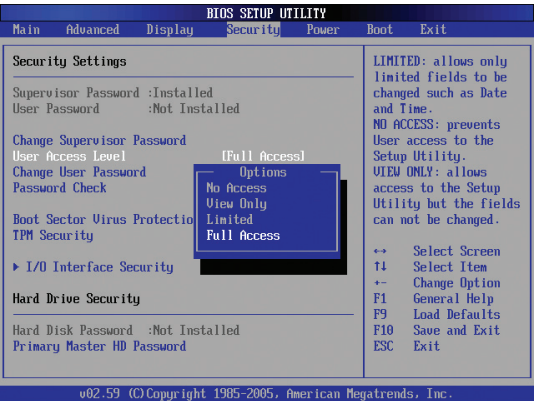 BIOS SETUP UTILITY
Main Advanced Display Security Power Boot Exit
Security Settings
Supervisor Password :Installed
User Password :Not Installed
Change Supervisor Password
User Access Level [Full Access]
Change User Password
Password Check
Boot Sector Virus Protectio
TPM Security
I/O Interface Security
Hard Drive Security
Hard Disk Password :Not Installed
Primary Master HD Password
Options
No Access
View Only
Limited
Full Access
LIMITED: allows only
limited fields to be
changed such as Date
and Time.
NO ACCESS: prevents
User access to the
Setup Utility.
VIEW ONLY: allows
access to the Setup
Utility but the fields
can not be changed.
↔ Select Screen
↑↓ Select Item
+- Change Option
F1 General Help
F9 Load Defaults
F10 Save and Exit
ESC Exit
v02.59 (C)Copyright 1985-2005, American Megatrends, Inc.